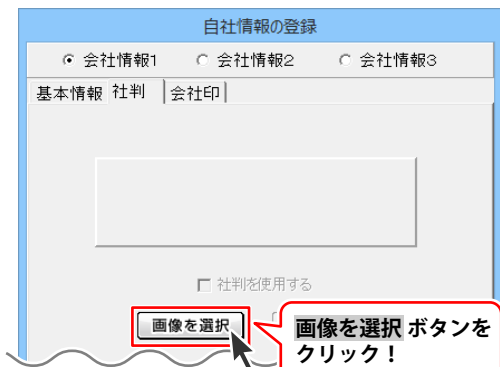 自社情報の登録
会社情報1 会社情報2 会社情報3
基本情報 社判 会社印
社判を使用する
画像を選択
画像を選択 ボタンを
クリック！